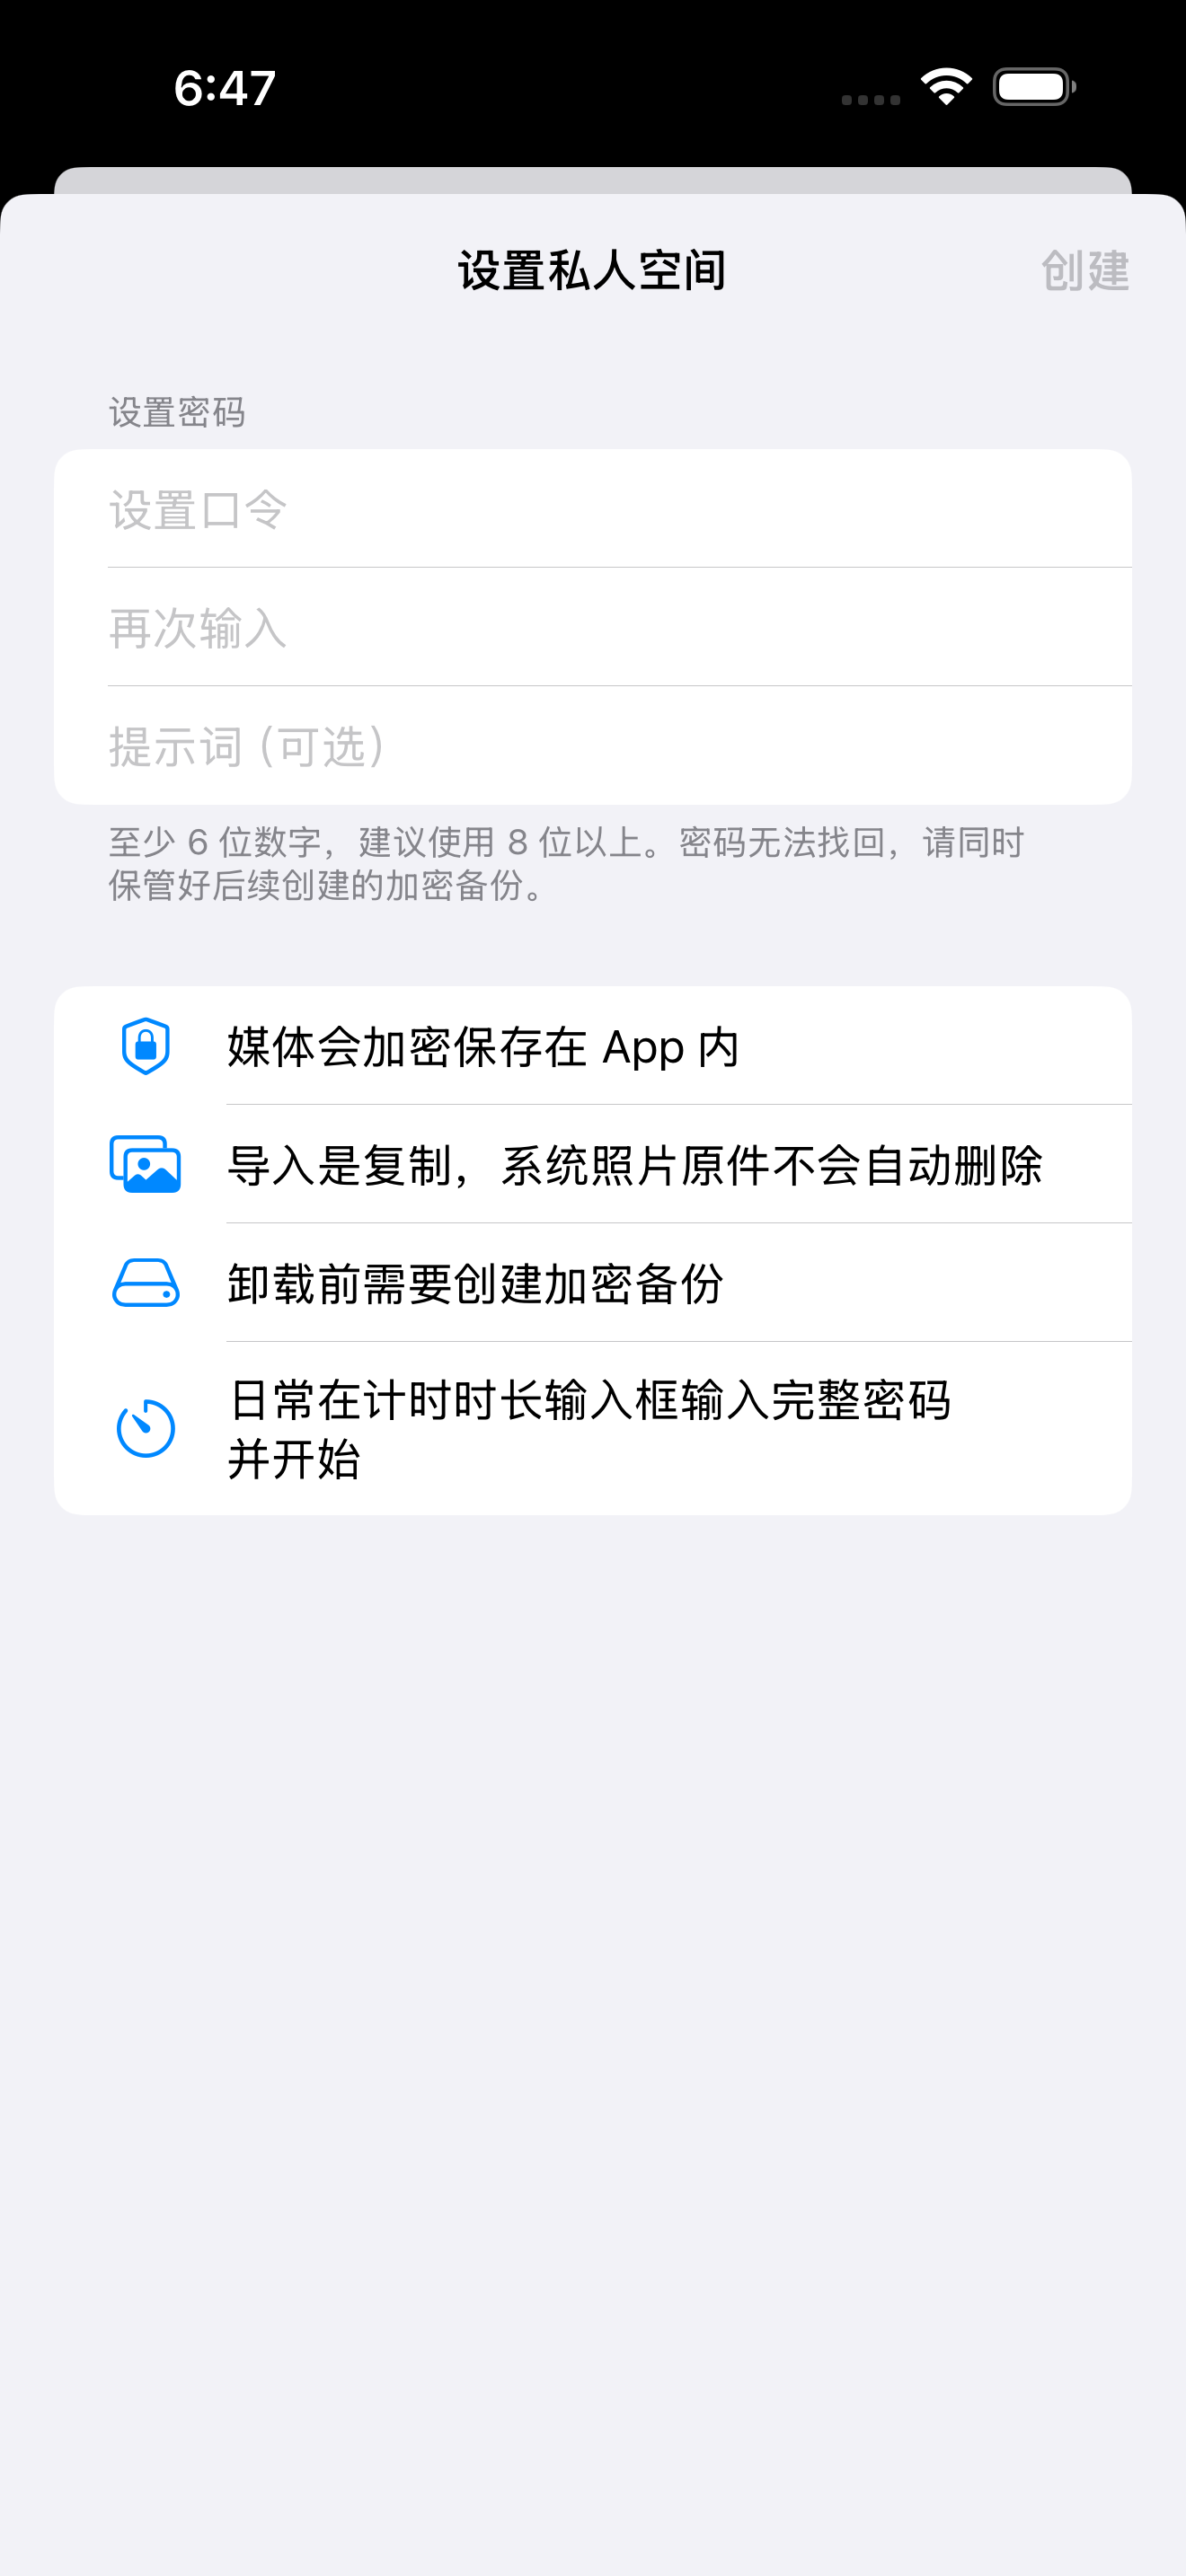 6:47
设置私人空间
创建
设置密码
设置口令
再次输入
提示词（可选）
至少 6 位数字，建议使用 8 位以上。密码无法找回，请同时
保管好后续创建的加密备份。
媒体会加密保存在 App 内
导入是复制，系统照片原件不会自动删除
卸载前需要创建加密备份
日常在计时时长输入框输入完整密码
并开始